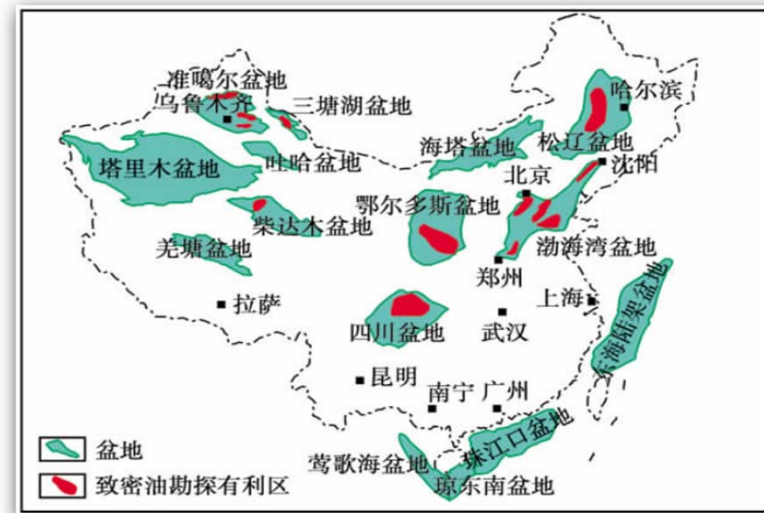 准噶尔盆地
乌鲁木齐
三塘湖盆地
哈尔滨
海塔盆地
松辽盆地
吐哈盆地
沈阳
塔里木盆地
北京
鄂尔多斯盆地
柴达木盆地
渤海湾盆地
羌塘盆地
郑州
拉萨
上海
东海陆架盆地
四川盆地
武汉
昆明
南宁
广州
珠江口盆地
盆地
莺歌海盆地
致密油勘探有利区
琼东南盆地